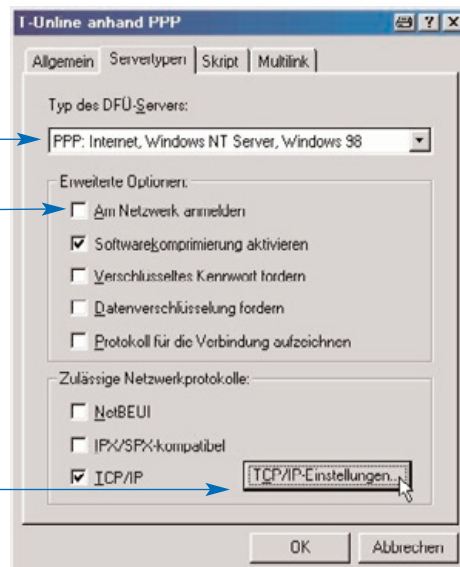 T-Online anhand PPP
Allgemein Servertypen Skript Multilink
Typ des DFÜ-Servers:
PPP: Internet, Windows NT Server, Windows 98
Erweiterte Optionen:
Am Netzwerk anmelden
Softwarekomprimierung aktivieren
Verschlüsseltes Kennwort fordern
Datenverschlüsselung fordern
Protokoll für die Verbindung aufzeichnen
Zulässige Netzwerkprotokolle:
NetBEUI
IPX/SPX-kompatibel
TCP/IP TCP/IP-Einstellungen...
OK Abbrechen